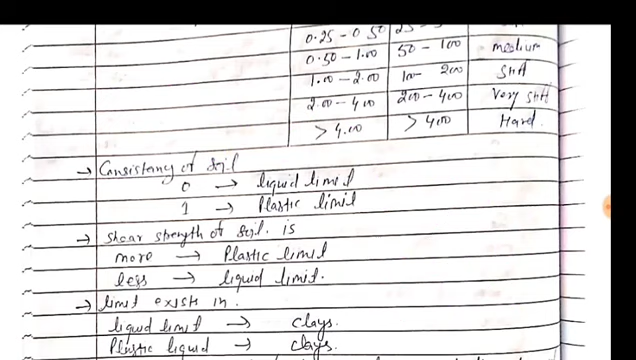 0.25 - 0.50 25 -
0.50 - 1.00 50 - 100 medium
1.00 - 2.00 100 - 200 Stiff
2.00 - 4.00 200 - 400 Very stiff
> 4.00 > 400 Hard.
→ Consistency of soil
0 → liquid limit
1 → Plastic limit
→ shear strength of soil is
more → Plastic limit
less → liquid limit.
→ limit exists in.
liquid limit → clays.
Plastic liquid → clays.